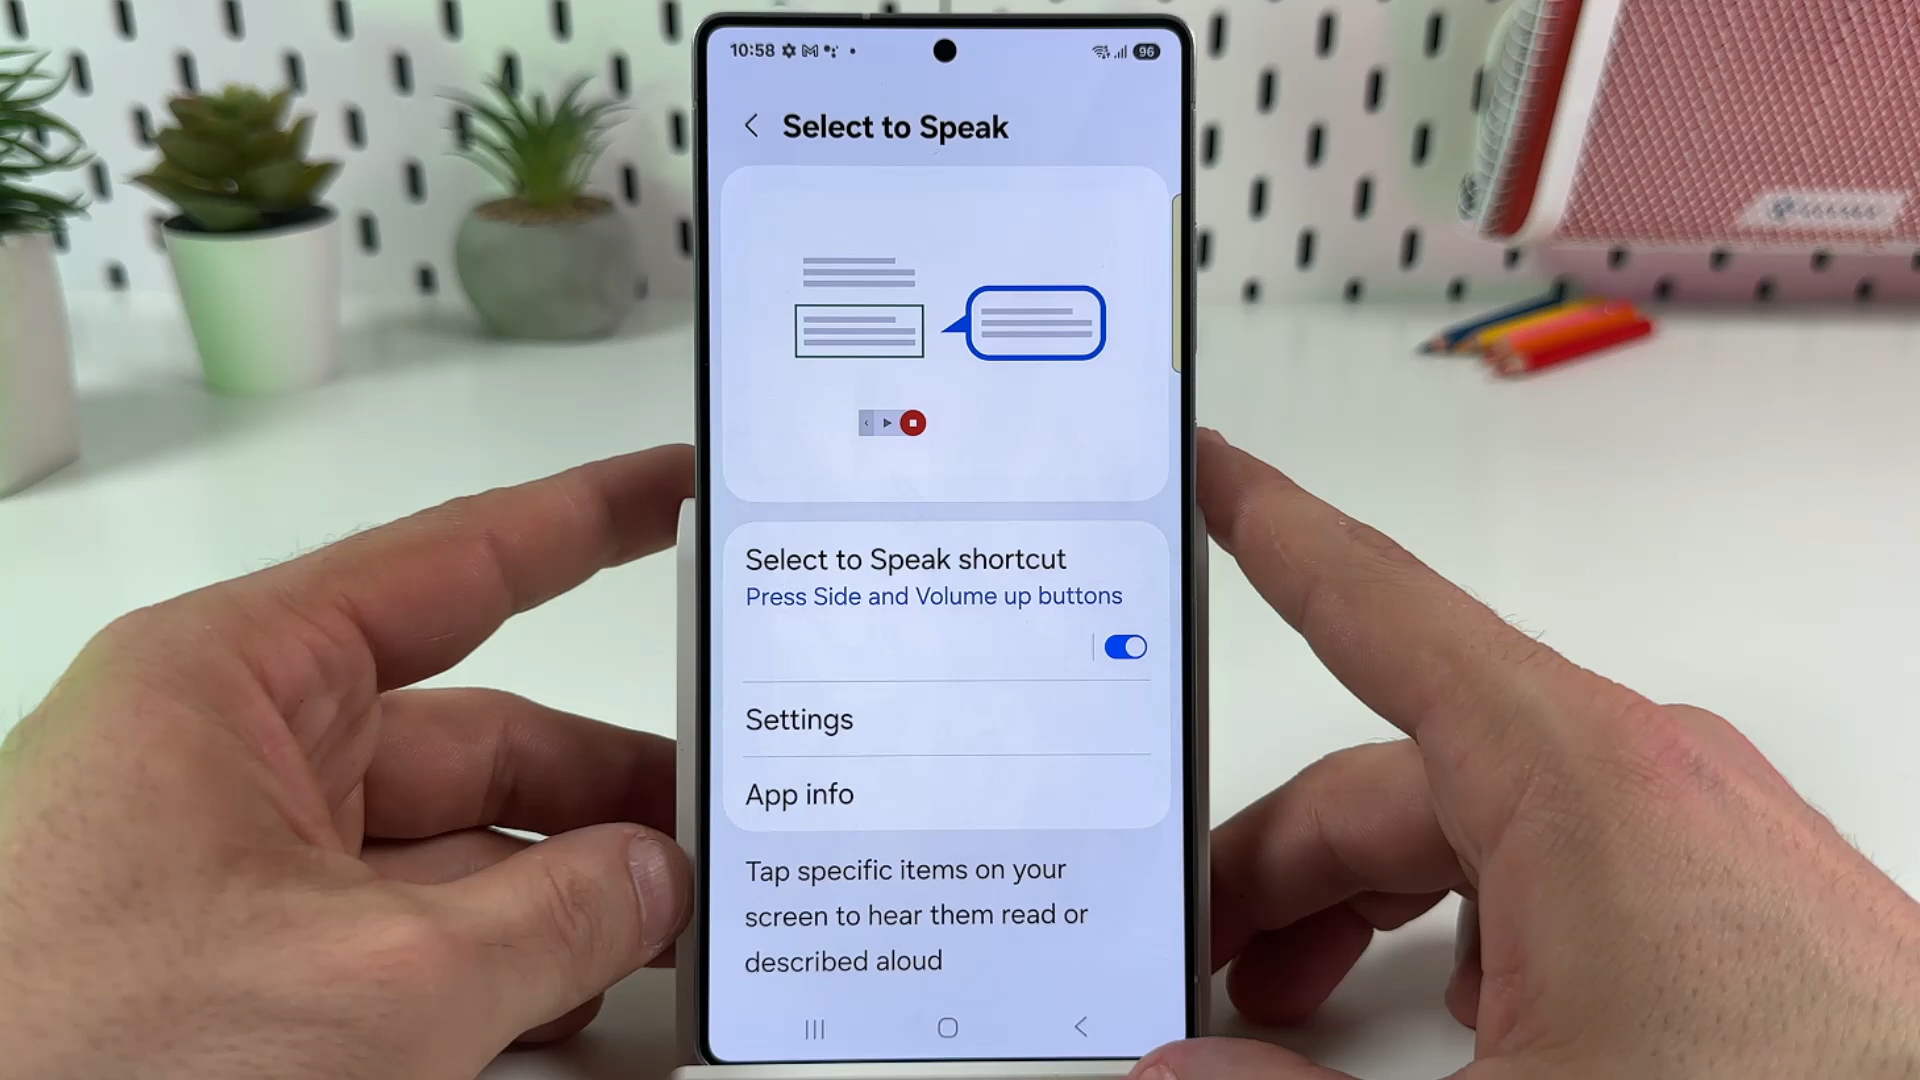 10:58
96
Select to Speak
Select to Speak shortcut
Press Side and Volume up buttons
Settings
App info
Tap specific items on your
screen to hear them read or
described aloud